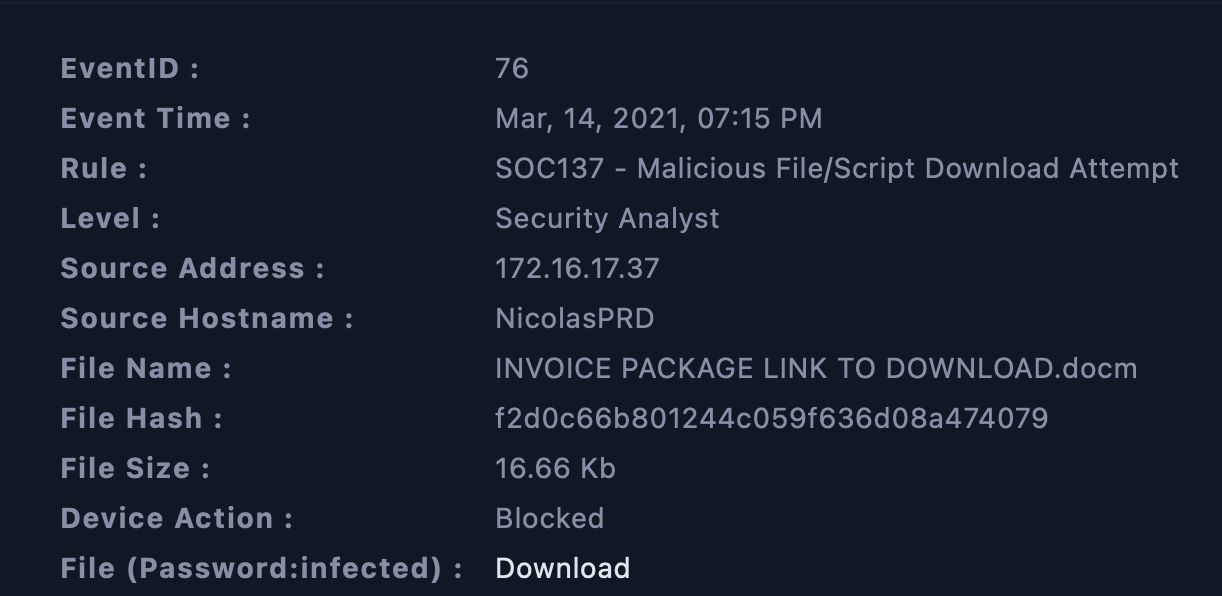 EventID : 76
Event Time : Mar, 14, 2021, 07:15 PM
Rule : SOC137 - Malicious File/Script Download Attempt
Level : Security Analyst
Source Address : 172.16.17.37
Source Hostname : NicolasPRD
File Name : INVOICE PACKAGE LINK TO DOWNLOAD.docm
File Hash : f2d0c66b801244c059f636d08a474079
File Size : 16.66 Kb
Device Action : Blocked
File (Password:infected) : Download